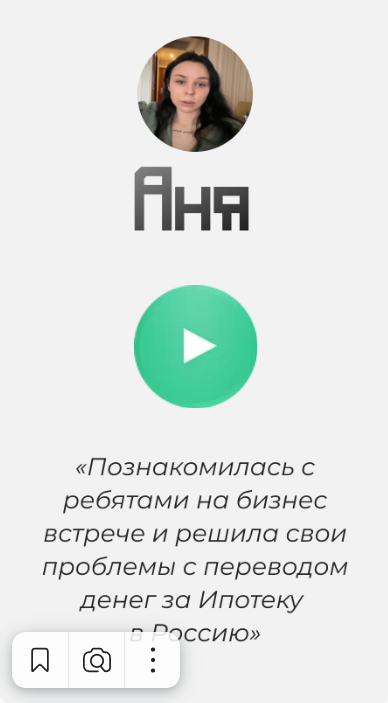 Аня
«Познакомилась с
ребятами на бизнес
встрече и решила свои
проблемы с переводом
денег за Ипотеку
в Россию»